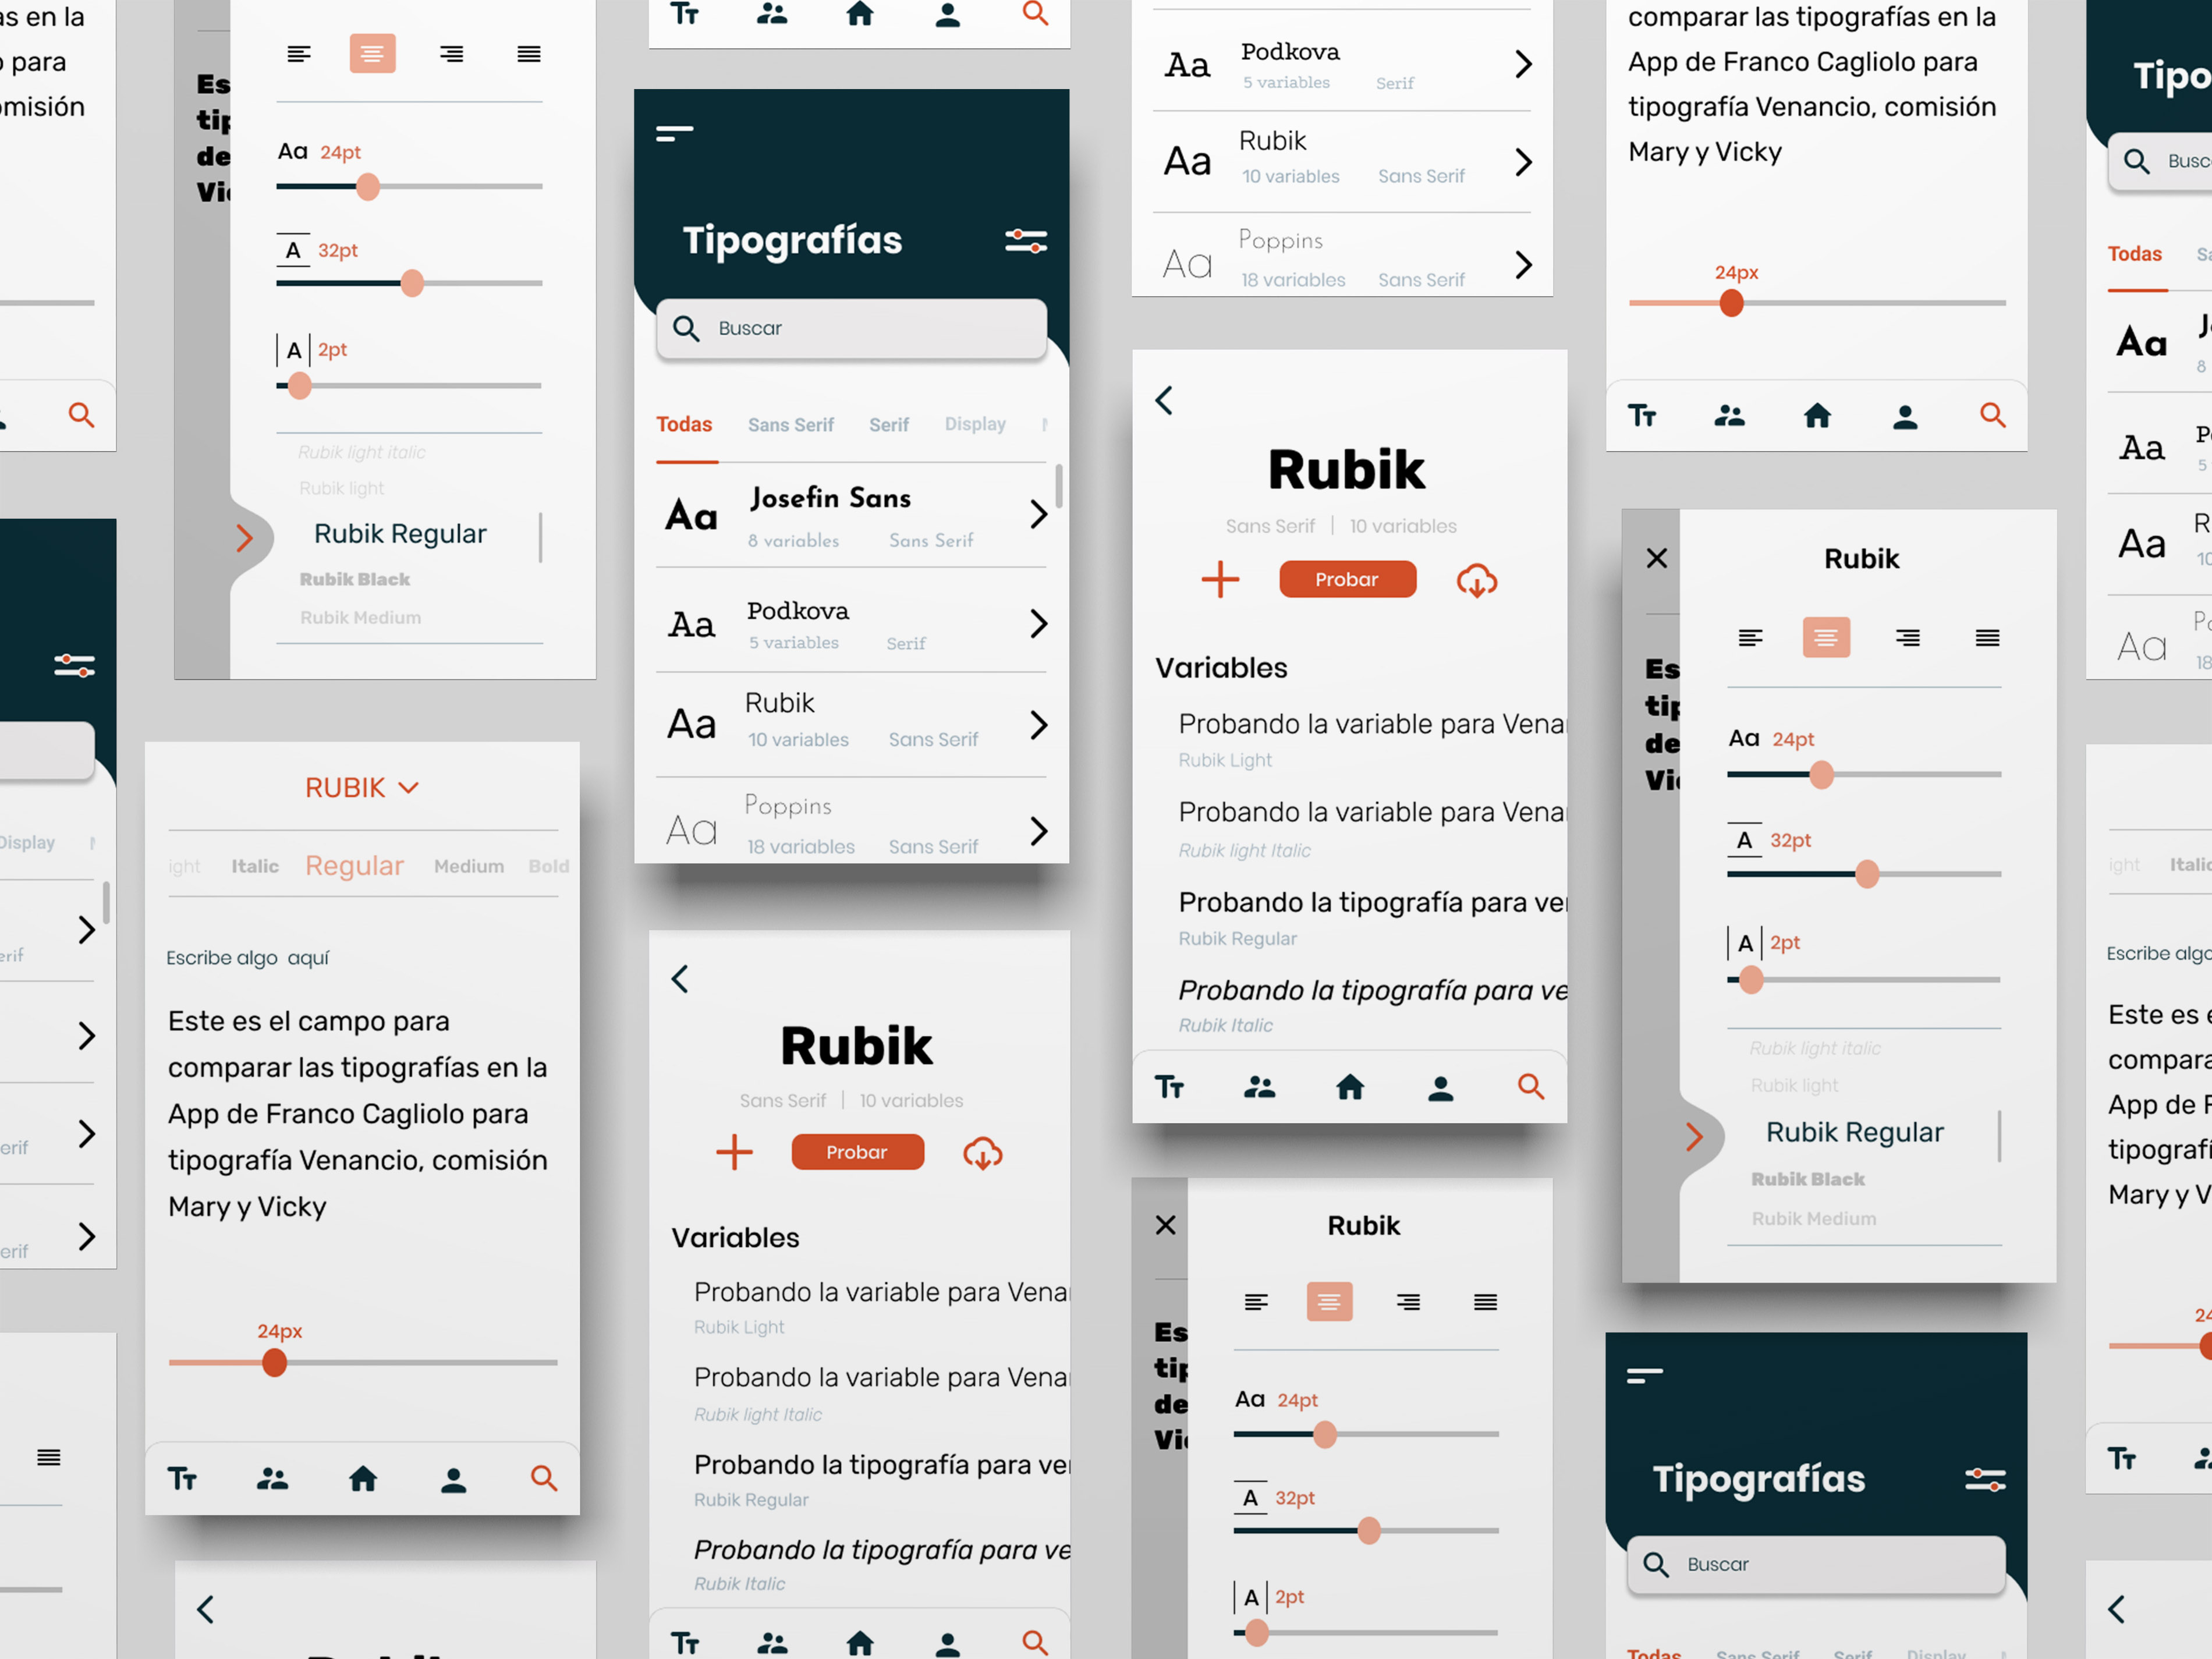 as en la
para
omisión
Display
erif
erif
erif
Es
tip
de
Vi
Aa 24pt
A 32pt
A 2pt
Rubik light italic
Rubik light
Rubik Regular
Rubik Black
Rubik Medium
RUBIK
ight Italic Regular Medium Bold
Escribe algo aquí
Este es el campo para
comparar las tipografías en la
App de Franco Cagliolo para
tipografía Venancio, comisión
Mary y Vicky
24px
Tt
Tt
Tipografías
Buscar
Todas Sans Serif Serif Display
Aa Josefin Sans
8 variables Sans Serif
Aa Podkova
5 variables Serif
Aa Rubik
10 variables Sans Serif
Aa Poppins
18 variables Sans Serif
Rubik
Sans Serif | 10 variables
Probar
Variables
Probando la variable para Vena
Rubik Light
Probando la variable para Vena
Rubik light Italic
Probando la tipografía para ve
Rubik Regular
Probando la tipografía para ve
Rubik Italic
Tt
Aa Podkova
5 variables Serif
Aa Rubik
10 variables Sans Serif
Aa Poppins
18 variables Sans Serif
Rubik
Sans Serif | 10 variables
Probar
Variables
Probando la variable para Vena
Rubik Light
Probando la variable para Vena
Rubik light Italic
Probando la tipografía para ve
Rubik Regular
Probando la tipografía para ve
Rubik Italic
Tt
Rubik
Es
tip
de
Vi
Aa 24pt
A 32pt
A 2pt
comparar las tipografías en la
App de Franco Cagliolo para
tipografía Venancio, comisión
Mary y Vicky
24px
Tt
Rubik
Es
tip
de
Vi
Aa 24pt
A 32pt
A 2pt
Rubik light italic
Rubik light
Rubik Regular
Rubik Black
Rubik Medium
Tipografías
Buscar
Todas Sans Serif Serif Display
Tipo
Busc
Todas Sa
Aa
8
Aa
5
Aa R
10
Aa
18
ight Italic
Escribe algo
Este es e
compara
App de F
tipografí
Mary y V
24
Tt